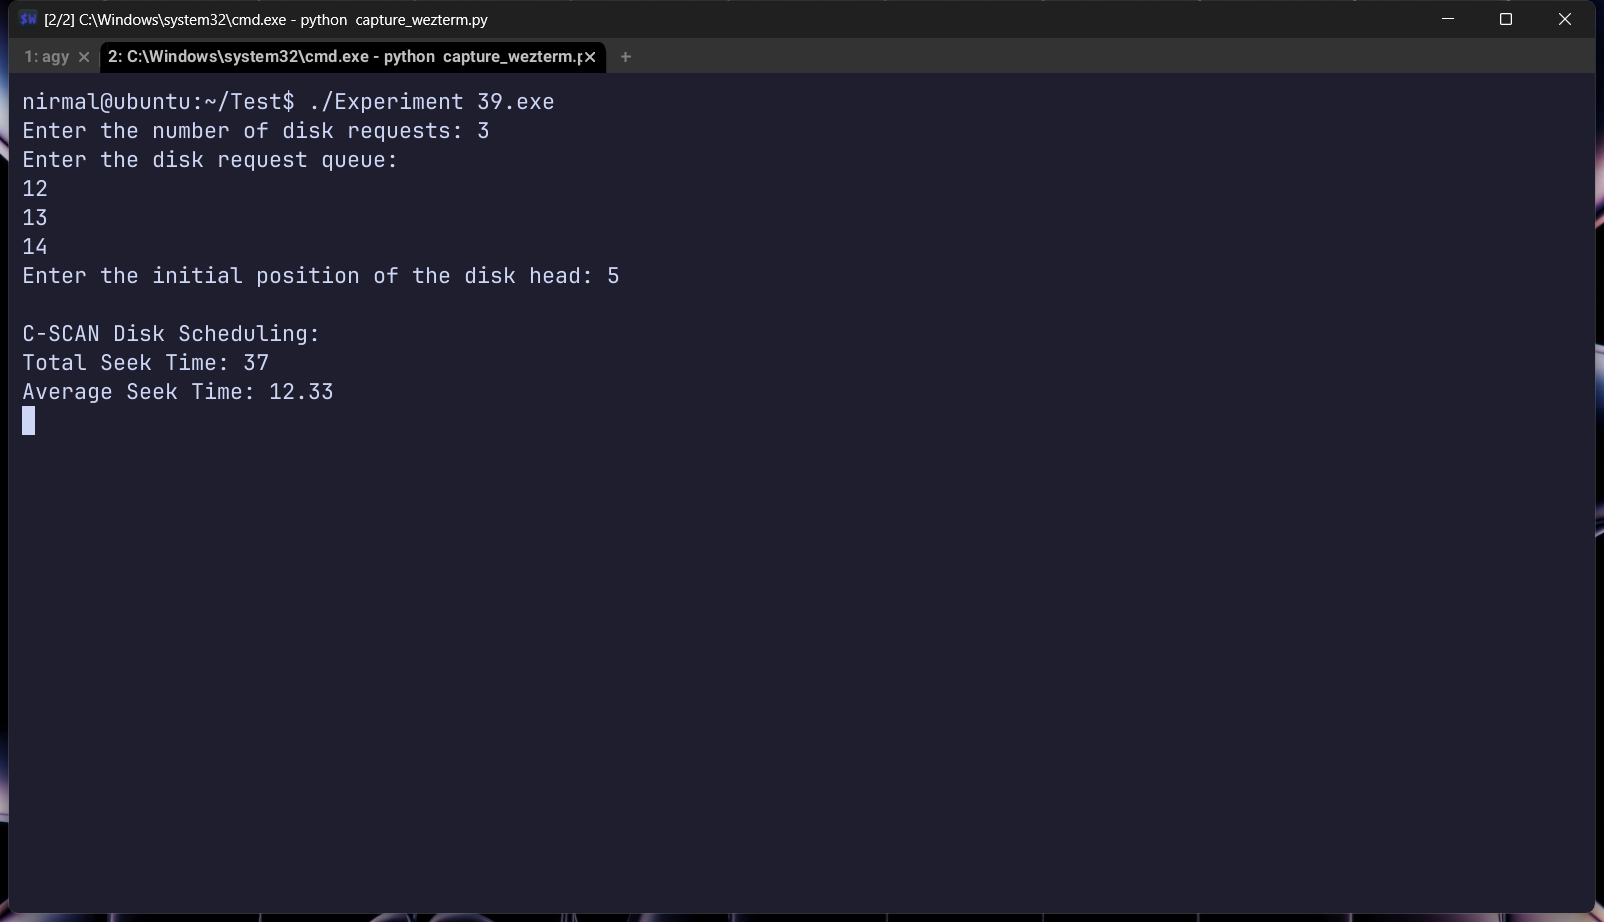 [2/2] C:\Windows\system32\cmd.exe - python  capture_wezterm.py
1: agy
2: C:\Windows\system32\cmd.exe - python  capture_wezterm.p
nirmal@ubuntu:~/Test$ ./Experiment 39.exe
Enter the number of disk requests: 3
Enter the disk request queue:
12
13
14
Enter the initial position of the disk head: 5
C-SCAN Disk Scheduling:
Total Seek Time: 37
Average Seek Time: 12.33